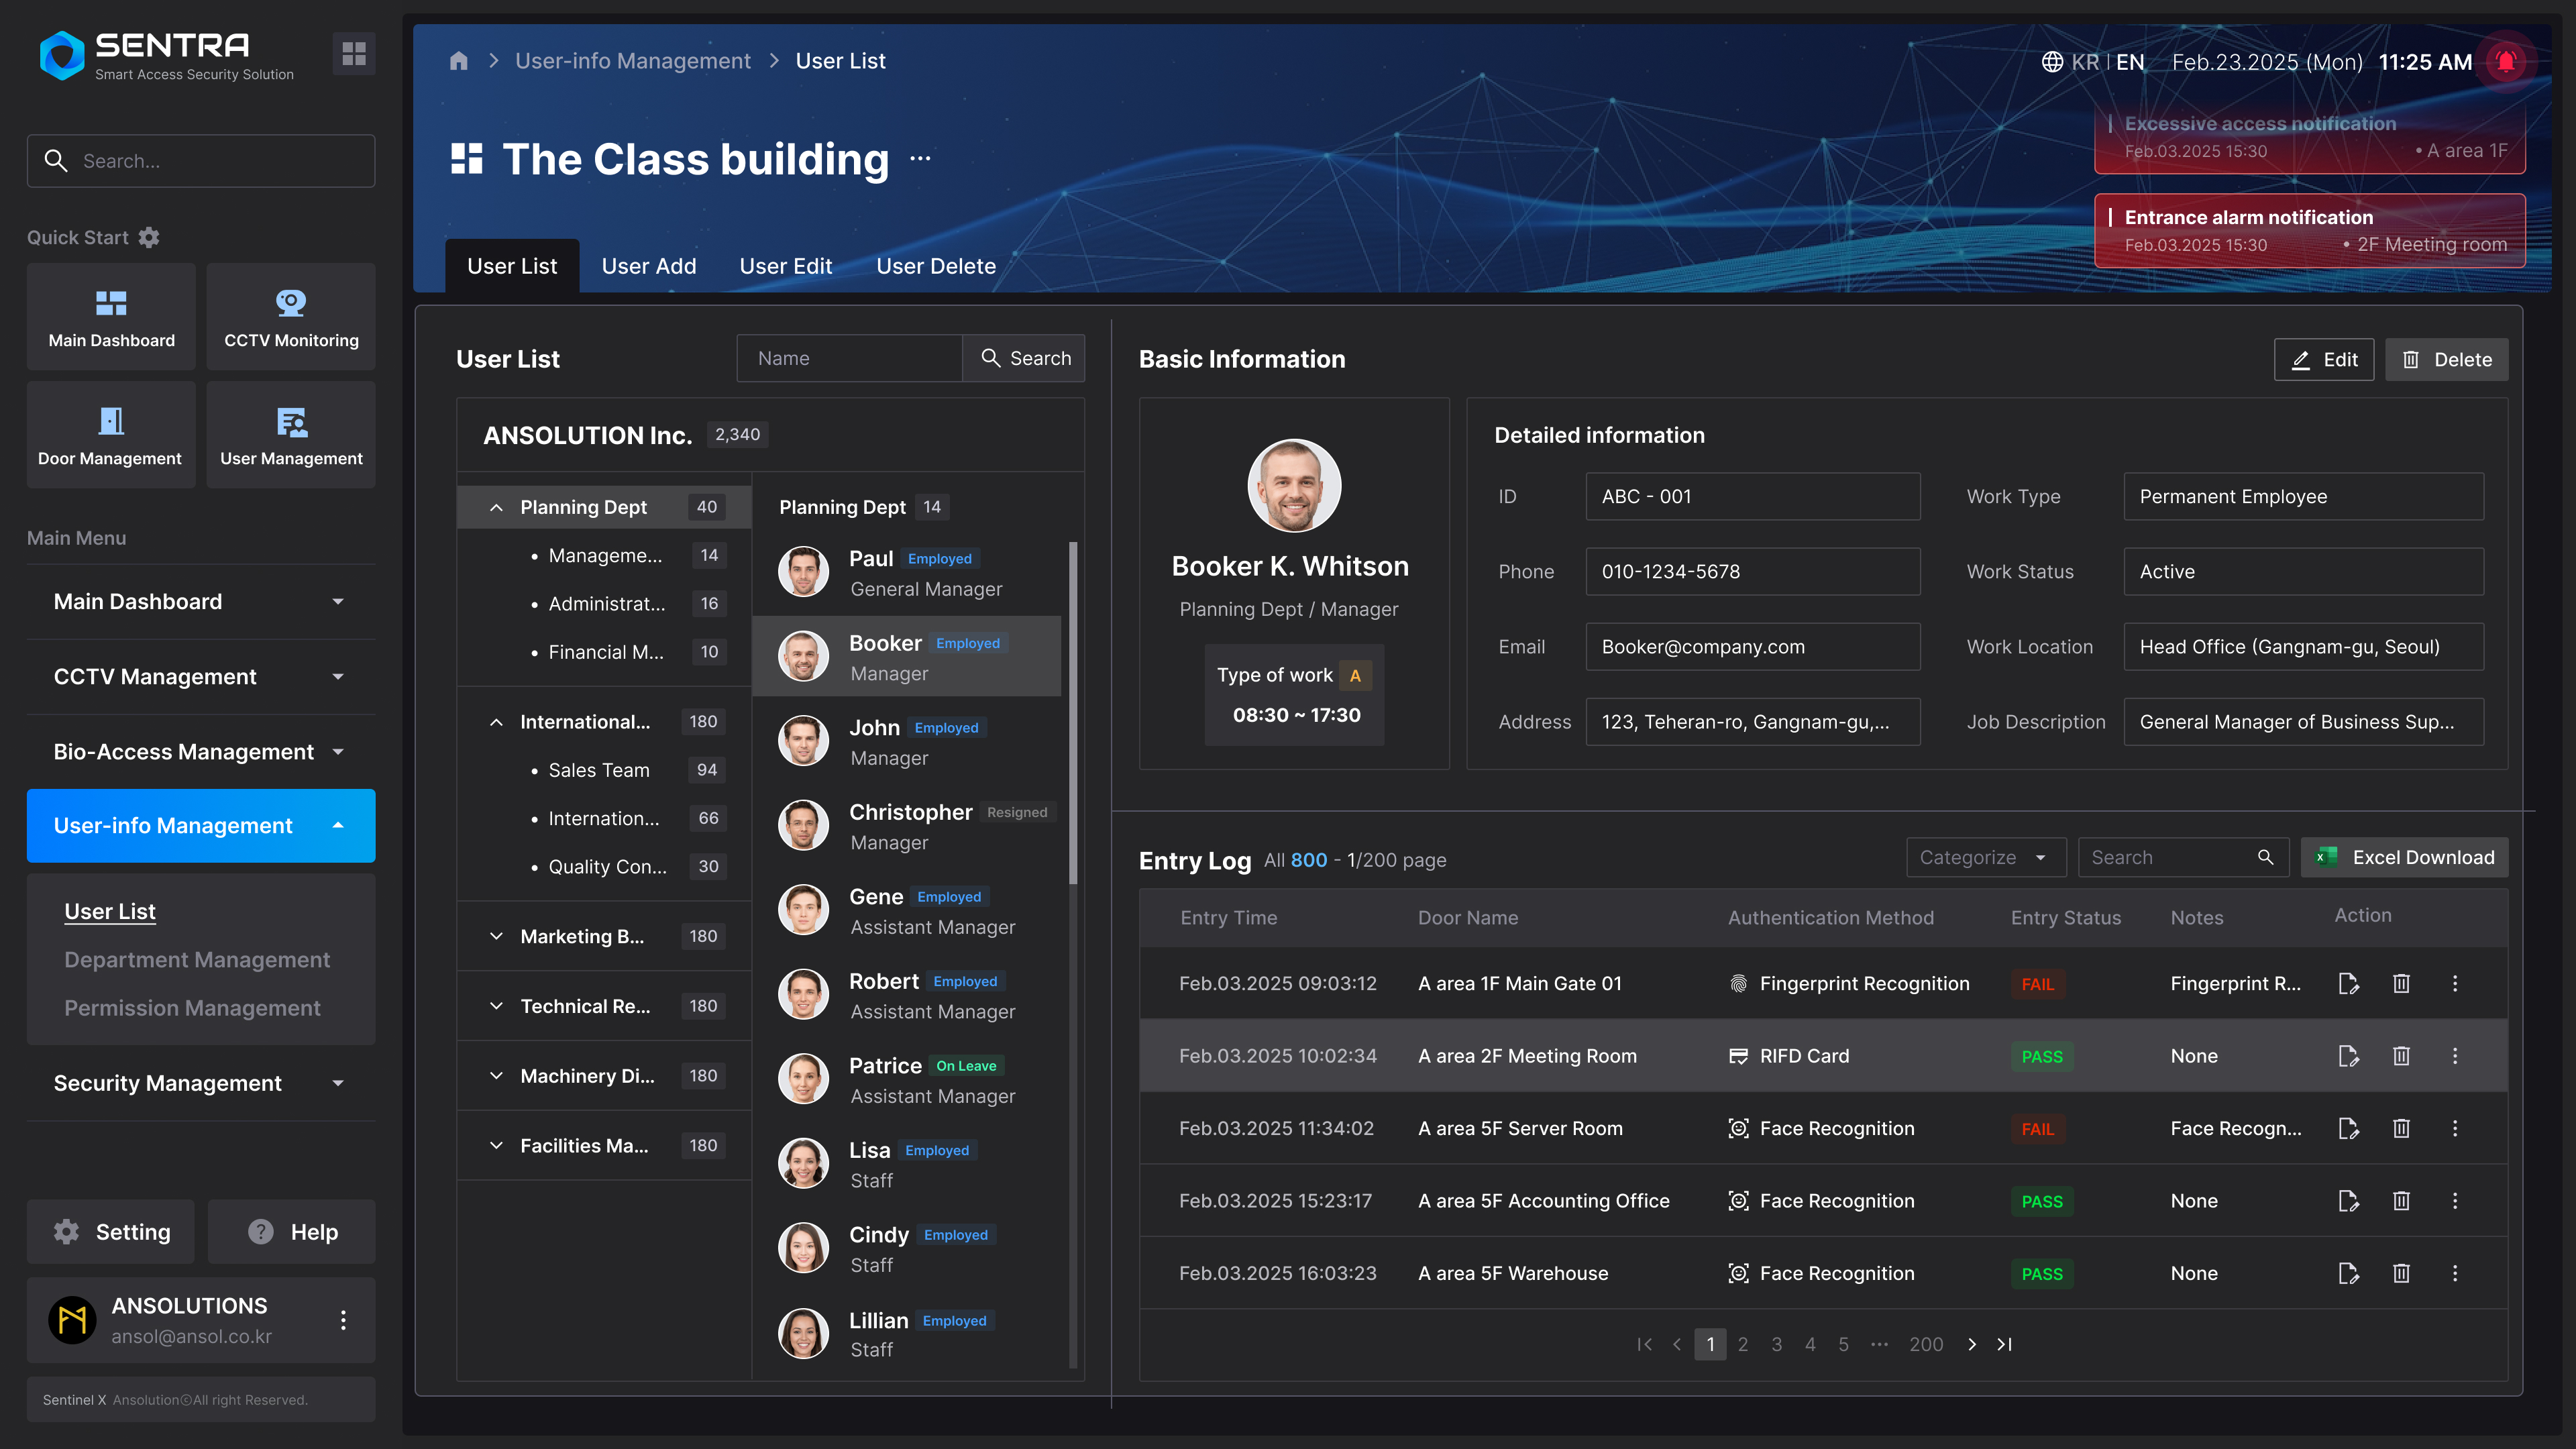 SENTRA
Smart Access Security Solution
Search...
Quick Start
Main Dashboard
CCTV Monitoring
Door Management
User Management
Main Menu
Main Dashboard
CCTV Management
Bio-Access Management
User-info Management
User List
Department Management
Permission Management
Security Management
Setting
Help
ANSOLUTIONS
ansol@ansol.co.kr
Sentinel X AnsolutionⓒAll right Reserved.
User-info Management
User List
KR | EN Feb.23.2025 (Mon) 11:25 AM
The Class building
Excessive access notification
Feb.03.2025 15:30 • A area 1F
Entrance alarm notification
Feb.03.2025 15:30 • 2F Meeting room
User List User Add User Edit User Delete
User List
Name
Search
ANSOLUTION Inc. 2,340
Planning Dept 40
• Manageme... 14
• Administrat... 16
• Financial M... 10
International... 180
• Sales Team 94
• Internation... 66
• Quality Con... 30
Marketing B... 180
Technical Re... 180
Machinery Di... 180
Facilities Ma... 180
Planning Dept 14
Paul Employed
General Manager
Booker Employed
Manager
John Employed
Manager
Christopher Resigned
Manager
Gene Employed
Assistant Manager
Robert Employed
Assistant Manager
Patrice On Leave
Assistant Manager
Lisa Employed
Staff
Cindy Employed
Staff
Lillian Employed
Staff
Basic Information
Edit
Delete
Booker K. Whitson
Planning Dept / Manager
Type of work A
08:30 ~ 17:30
Detailed information
ID ABC - 001 Work Type Permanent Employee
Phone 010-1234-5678 Work Status Active
Email Booker@company.com Work Location Head Office (Gangnam-gu, Seoul)
Address 123, Teheran-ro, Gangnam-gu,... Job Description General Manager of Business Sup...
Entry Log All 800 - 1/200 page
Categorize
Search
Excel Download
Entry Time Door Name Authentication Method Entry Status Notes Action
Feb.03.2025 09:03:12 A area 1F Main Gate 01 Fingerprint Recognition FAIL Fingerprint R...
Feb.03.2025 10:02:34 A area 2F Meeting Room RIFD Card PASS None
Feb.03.2025 11:34:02 A area 5F Server Room Face Recognition FAIL Face Recogn...
Feb.03.2025 15:23:17 A area 5F Accounting Office Face Recognition PASS None
Feb.03.2025 16:03:23 A area 5F Warehouse Face Recognition PASS None
1 2 3 4 5 ... 200